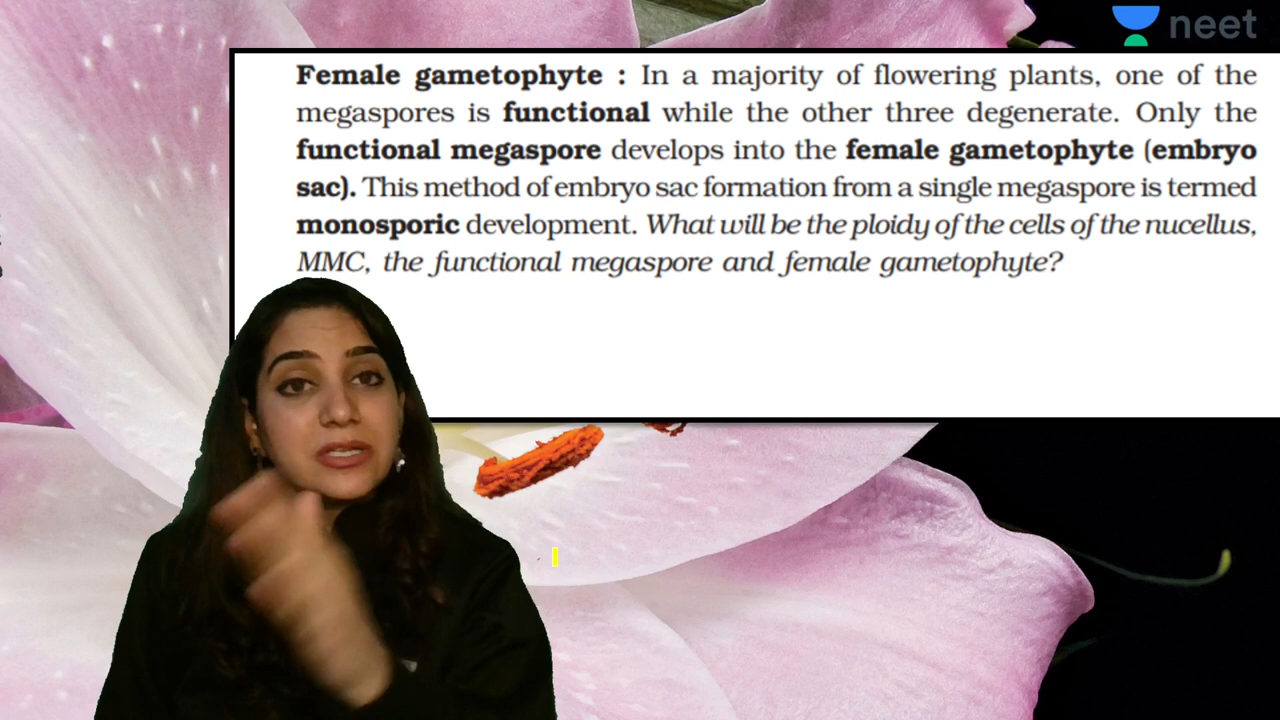 neet
Female gametophyte : In a majority of flowering plants, one of the
megaspores is functional while the other three degenerate. Only the
functional megaspore develops into the female gametophyte (embryo
sac). This method of embryo sac formation from a single megaspore is termed
monosporic development. What will be the ploidy of the cells of the nucellus,
MMC, the functional megaspore and female gametophyte?